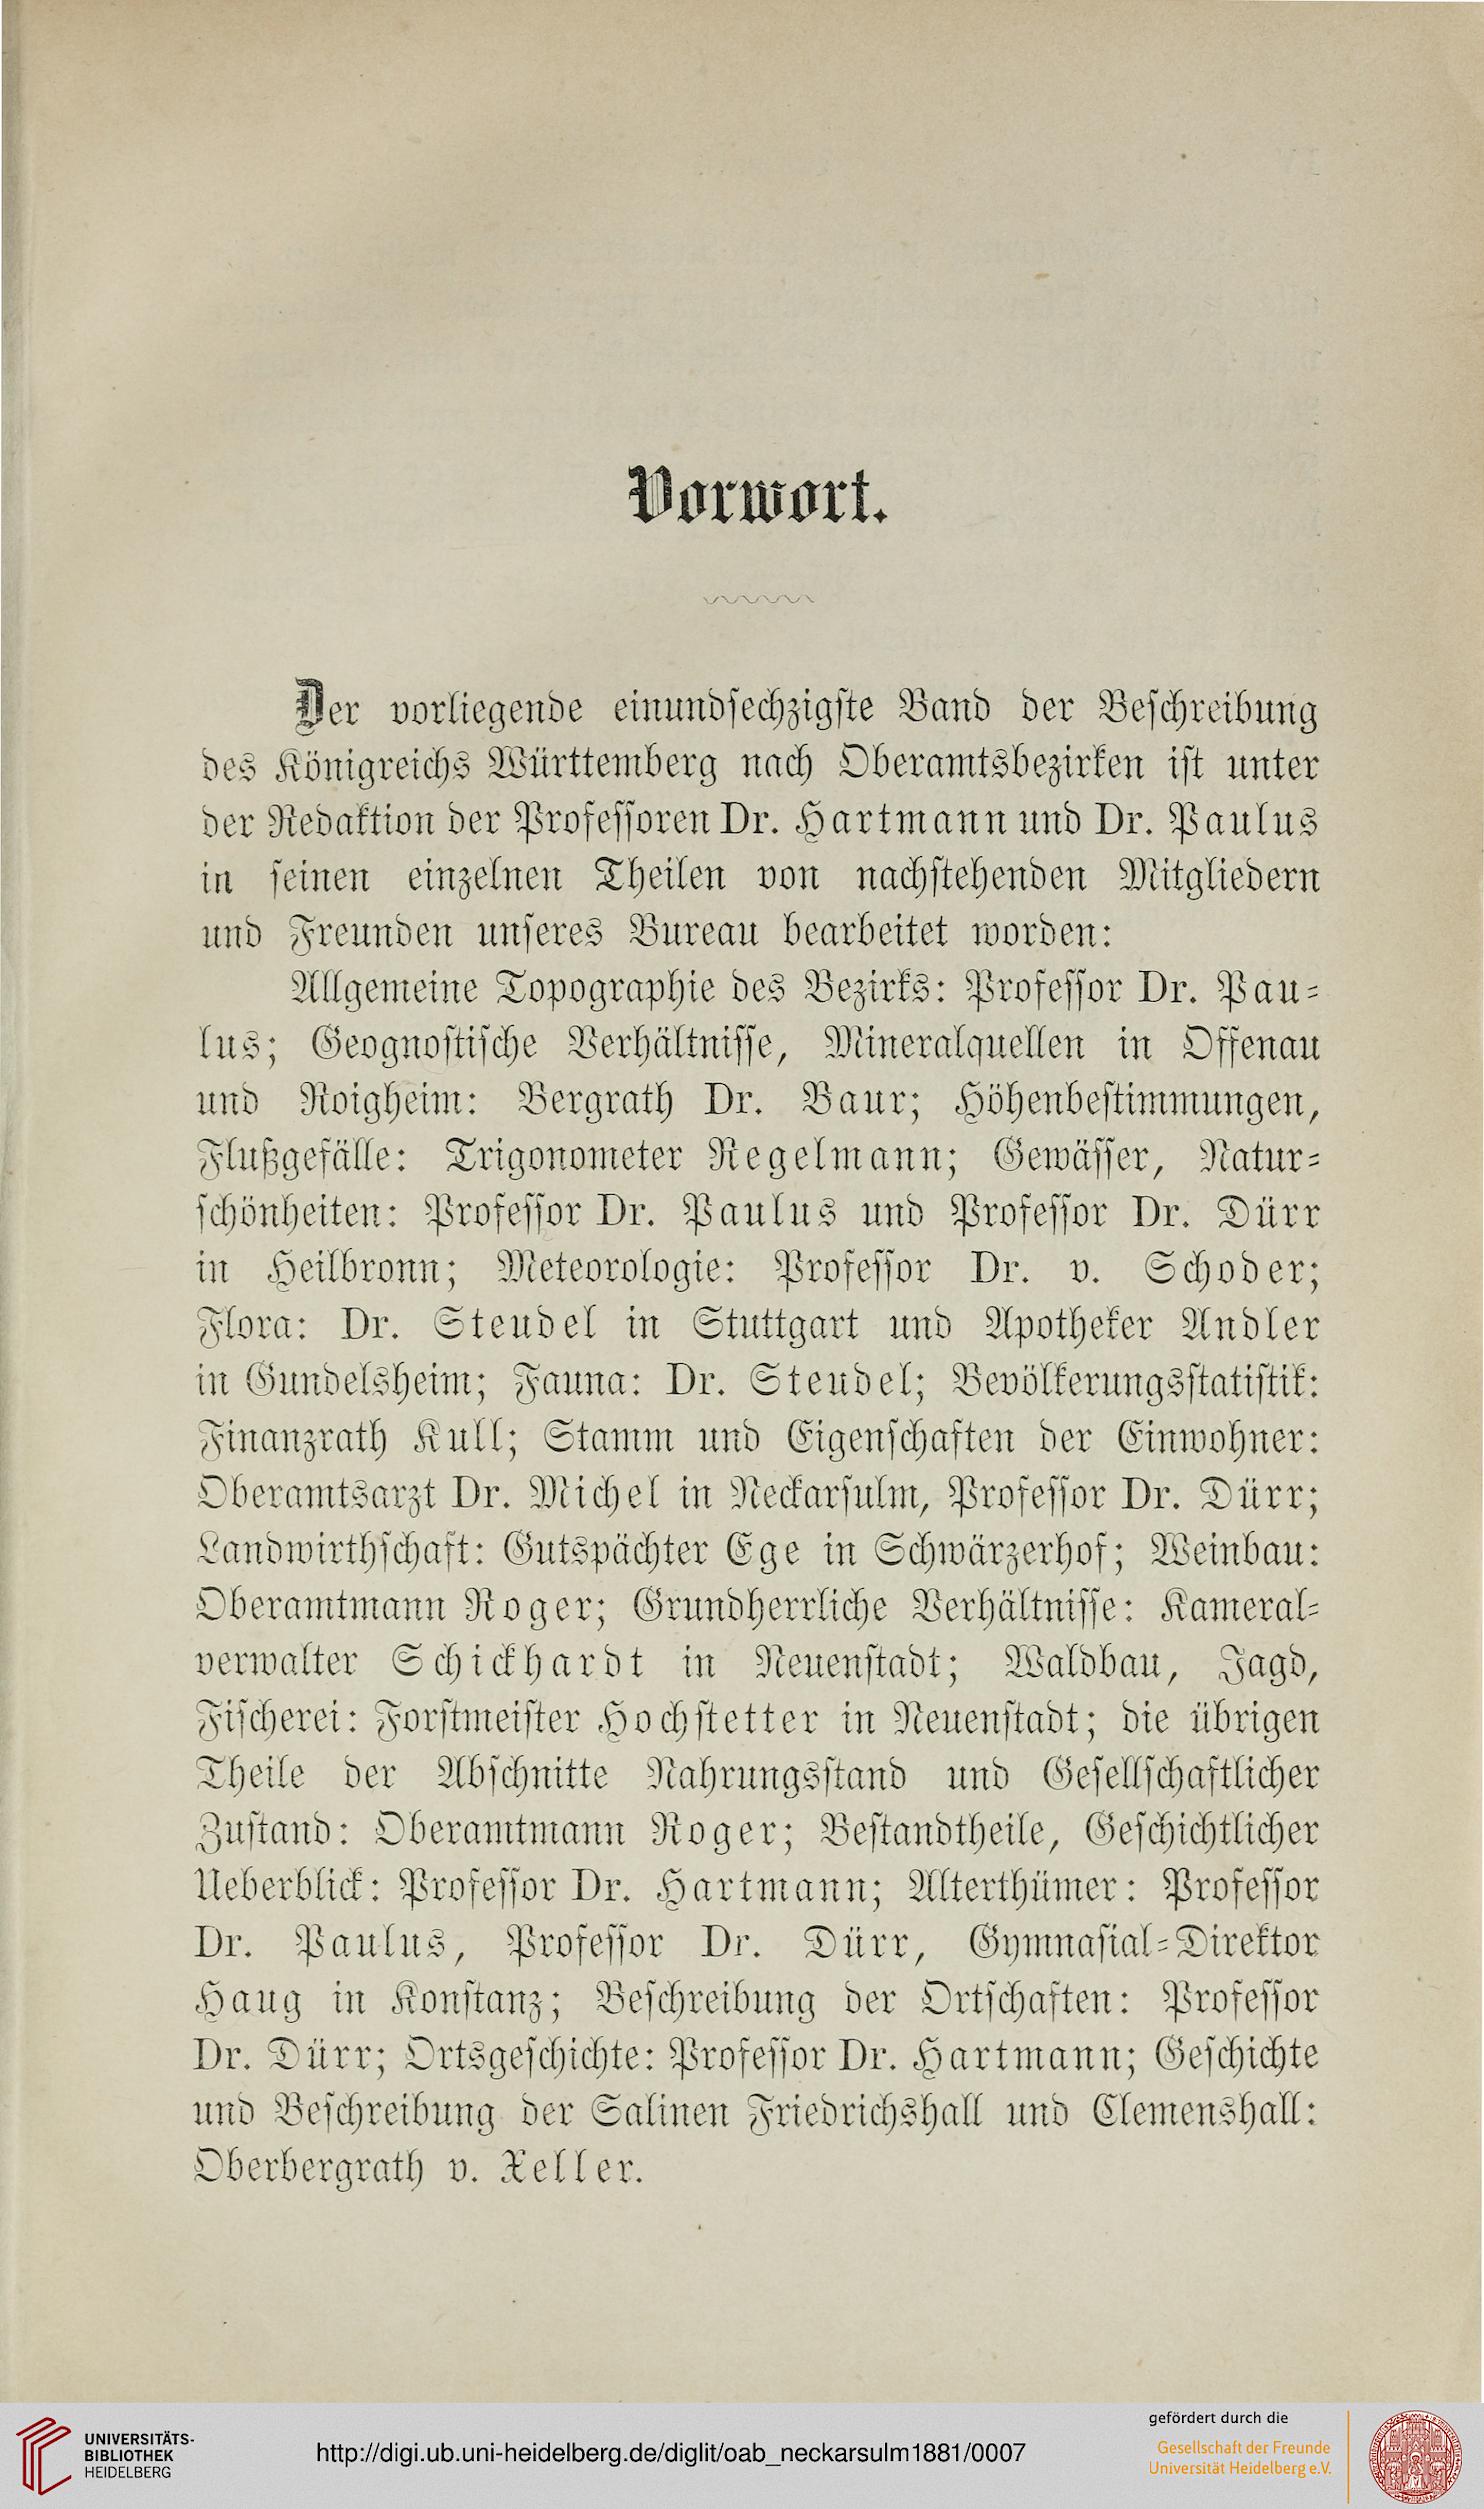 Vorwort.
Der vorliegende einundsechzigste Band der Beschreibung
des Königreichs Württemberg nach Oberamtsbezirken ist unter
der Redaktion der Professoren Dr. Hartmann und Dr. Paulus
in seinen einzelnen Theilen von nachstehenden Mitgliedern
und Freunden unseres Bureau bearbeitet worden:
Allgemeine Topographie des Bezirks: Professor Dr. Pau-
lus; Geognostische Verhältnisse, Mineralquellen in Offenau
und Roigheim: Bergrath Dr. Baur; Höhenbestimmungen,
Flußgefälle: Trigonometer Regelmann; Gewässer, Natur-
schönheiten: Professor Dr. Paulus und Professor Dr. Dürr
in Heilbronn; Meteorologie: Professor Dr. v. Schoder;
Flora: Dr. Steudel in Stuttgart und Apotheker Andler
in Gundelsheim; Fauna: Dr. Steudel; Bevölkerungsstatistik:
Finanzrath Kull; Stamm und Eigenschaften der Einwohner:
Oberamtsarzt Dr. Michel in Neckarsulm, Professor Dr. Dürr;
Landwirthschaft: Gutspächter Ege in Schwärzerhof; Weinbau:
Oberamtmann Roger; Grundherrliche Verhältnisse: Kameral-
verwalter Schickhardt in Neuenstadt; Waldbau, Jagd,
Fischerei: Forstmeister Hochstetter in Neuenstadt; die übrigen
Theile der Abschnitte Nahrungsstand und Gesellschaftlicher
Zustand: Oberamtmann Roger; Bestandtheile, Geschichtlicher
Ueberblick: Professor Dr. Hartmann; Alterthümer: Professor
Dr. Paulus, Professor Dr. Dürr, Gymnasial-Direktor
Haug in Konstanz; Beschreibung der Ortschaften: Professor
Dr. Dürr; Ortsgeschichte: Professor Dr. Hartmann; Geschichte
und Beschreibung der Salinen Friedrichshall und Clemenshall:
Oberbergrath v. Xeller.
UNIVERSITÄTS-
BIBLIOTHEK
HEIDELBERG
http://digi.ub.uni-heidelberg.de/diglit/oab_neckarsulm1881/0007
gefördert durch die
Gesellschaft der Freunde
Universität Heidelberg e.V.